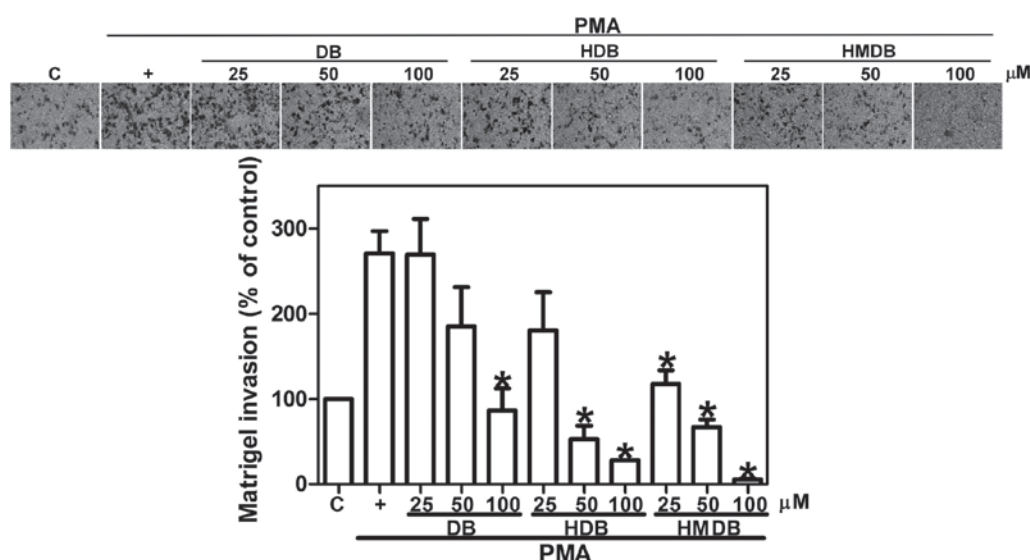 PMA
DB HDB HMDB
C + 25 50 100 25 50 100 25 50 100 μM
Matrigel invasion (% of control)
300
200
100
0
* * * * * *
C + 25 50 100 25 50 100 25 50 100 μM
DB HDB HMDB
PMA